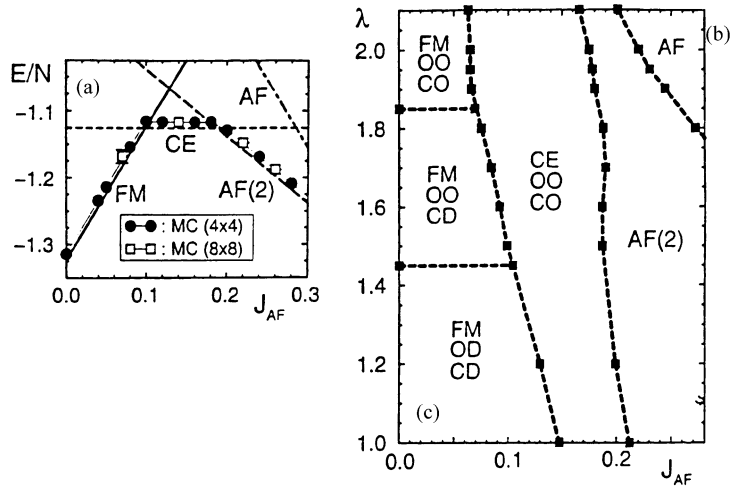 E/N
(a)
-1.1
-1.2
-1.3
AF
CE
FM
AF(2)
: MC (4x4)
: MC (8x8)
0.0 0.1 0.2 0.3
J_AF
λ
(b)
2.0
1.8
1.6
1.4
1.2
1.0
FM
OO
CO
AF
FM
OO
CD
CE
OO
CO
AF(2)
FM
OD
CD
(c)
0.0 0.1 0.2
J_AF